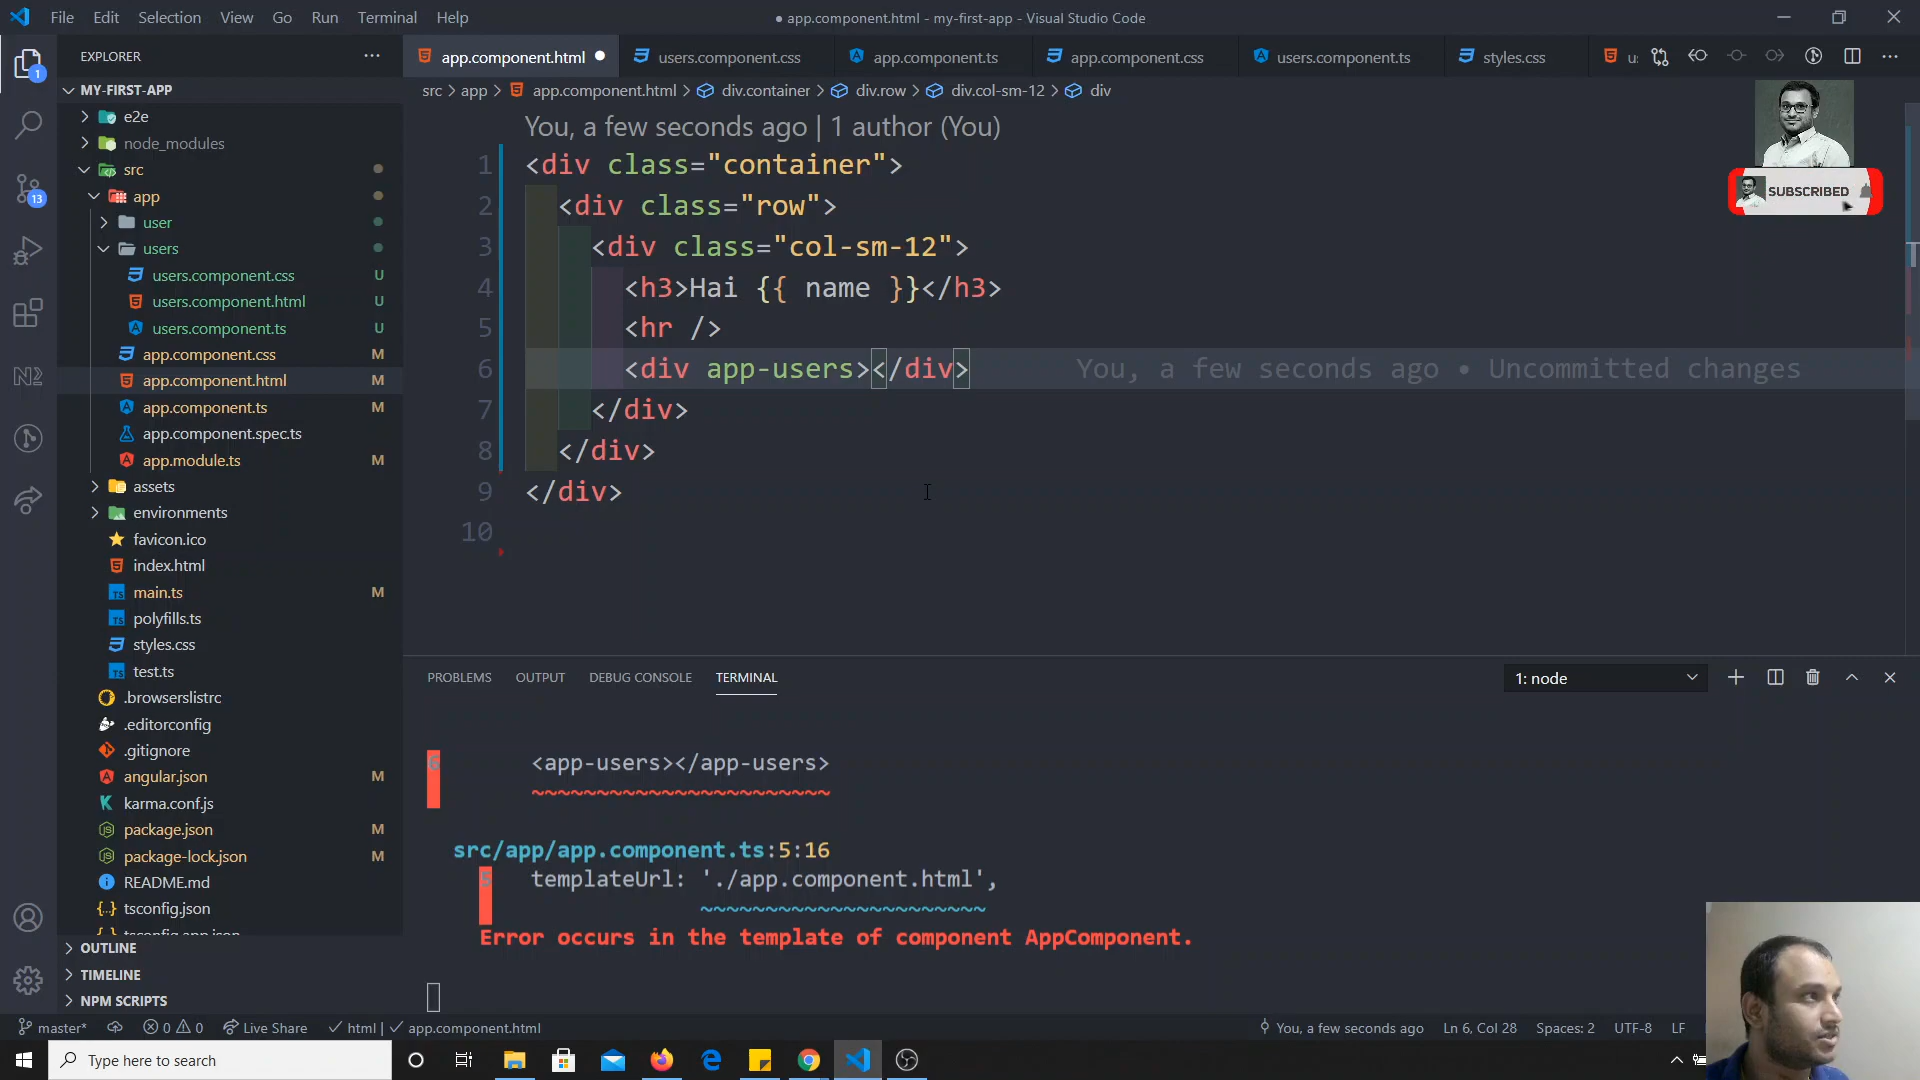 File Edit Selection View Go Run Terminal Help
● app.component.html - my-first-app - Visual Studio Code
EXPLORER
app.component.html
users.component.css
app.component.ts
app.component.css
users.component.ts
styles.css
MY-FIRST-APP
src > app > app.component.html > div.container > div.row > div.col-sm-12 > div
e2e
node_modules
src
app
user
users
users.component.css U
users.component.html U
users.component.ts U
app.component.css M
app.component.html M
app.component.ts M
app.component.spec.ts
app.module.ts M
assets
environments
favicon.ico
index.html
main.ts M
polyfills.ts
styles.css
test.ts
.browserslistrc
.editorconfig
.gitignore
angular.json M
karma.conf.js
package.json M
package-lock.json M
README.md
tsconfig.json
tsconfig.app.json
OUTLINE
TIMELINE
NPM SCRIPTS
1
13
You, a few seconds ago | 1 author (You)
1 <div class="container">
2 <div class="row">
3 <div class="col-sm-12">
4 <h3>Hai {{ name }}</h3>
5 <hr />
6 <div app-users></div> You, a few seconds ago • Uncommitted changes
7 </div>
8 </div>
9 </div>
10
SUBSCRIBED
PROBLEMS OUTPUT DEBUG CONSOLE TERMINAL
1: node
6 <app-users></app-users>
~~~~~~~~~~~~~~~~~~~~~~~
src/app/app.component.ts:5:16
5 templateUrl: './app.component.html',
~~~~~~~~~~~~~~~~~~~~~~
Error occurs in the template of component AppComponent.
master* 0 0 Live Share html | app.component.html
You, a few seconds ago Ln 6, Col 28 Spaces: 2 UTF-8 LF
Type here to search